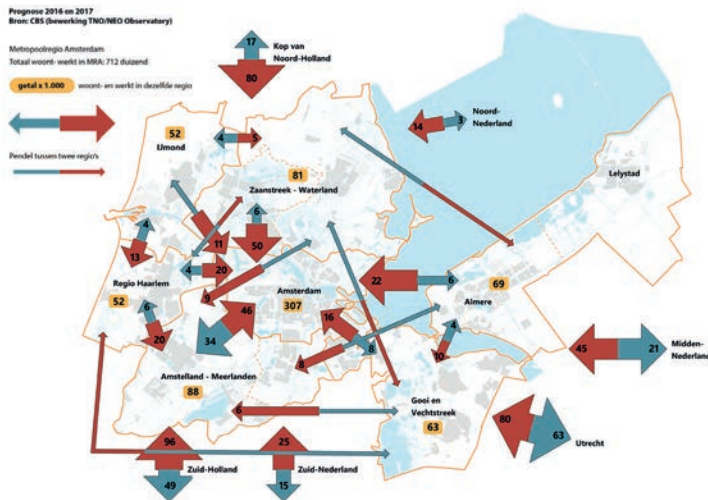 Prognose 2016 en 2017
Bron: CBS (bewerking TNO/NEO Observatory)
Metropoolregio Amsterdam
Totaal woont- werkt in MRA: 712 duizend
getal x 1.000 woont- en werkt in dezelfde regio
Pendel tussen twee regio's
17
Kop van
Noord-Holland
80
Noord-
Nederland
3
14
52
IJmond
4 5
81
Zaanstreek - Waterland
Lelystad
6
50
4
13
11
Regio Haarlem
52
4 20
9
Amsterdam
307
22 6
69
Almere
6
20
46
34
16
8
8
4
10
Midden-
Nederland
45 21
Amstelland - Meerlanden
88
6
Gooi en
Vechtstreek
63
80
63
Utrecht
96
Zuid-Holland
49
25
Zuid-Nederland
15